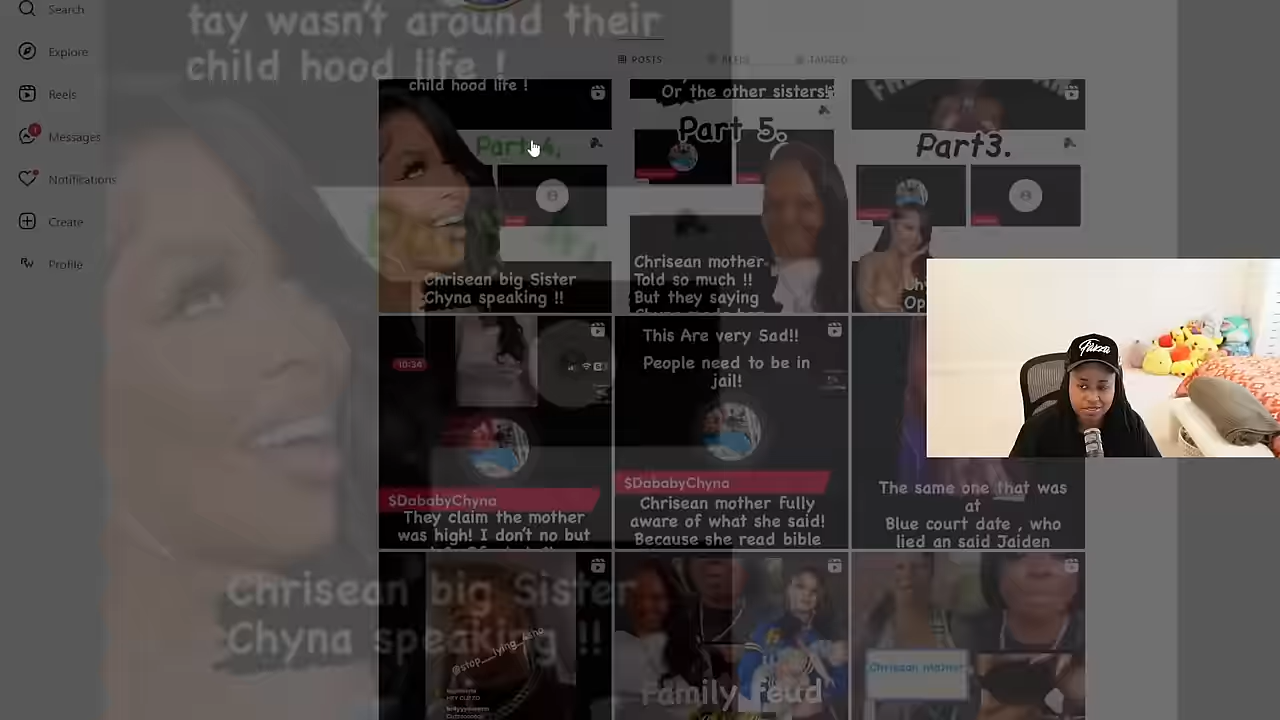 tay wasn't around their
child hood life !
Search
Explore
Reels
Messages
Notifications
Create
Profile
POSTS
REELS
TAGGED
child hood life !
Part 4,
Chrisean big Sister
Chyna speaking !!
Or the other sisters!
Part 5.
Chrisean mother
Told so much !!
But they saying
Part3.
10:34
$DababyChyna
They claim the mother
was high! I don't no but
This Are very Sad!!
People need to be in
jail!
$DababyChyna
Chrisean mother fully
aware of what she said!
Because she read bible
The same one that was
at
Blue court date , who
lied an said Jaiden
Chrisean big Sister
Chyna speaking !!
Family Feud
Chrisean mother